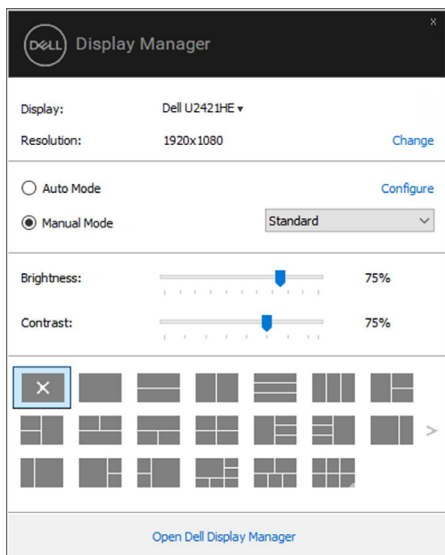 x
DELL Display Manager
Display: Dell U2421HE ▾
Resolution: 1920x1080 Change
Auto Mode Configure
Manual Mode Standard
Brightness: 75%
Contrast: 75%
Open Dell Display Manager